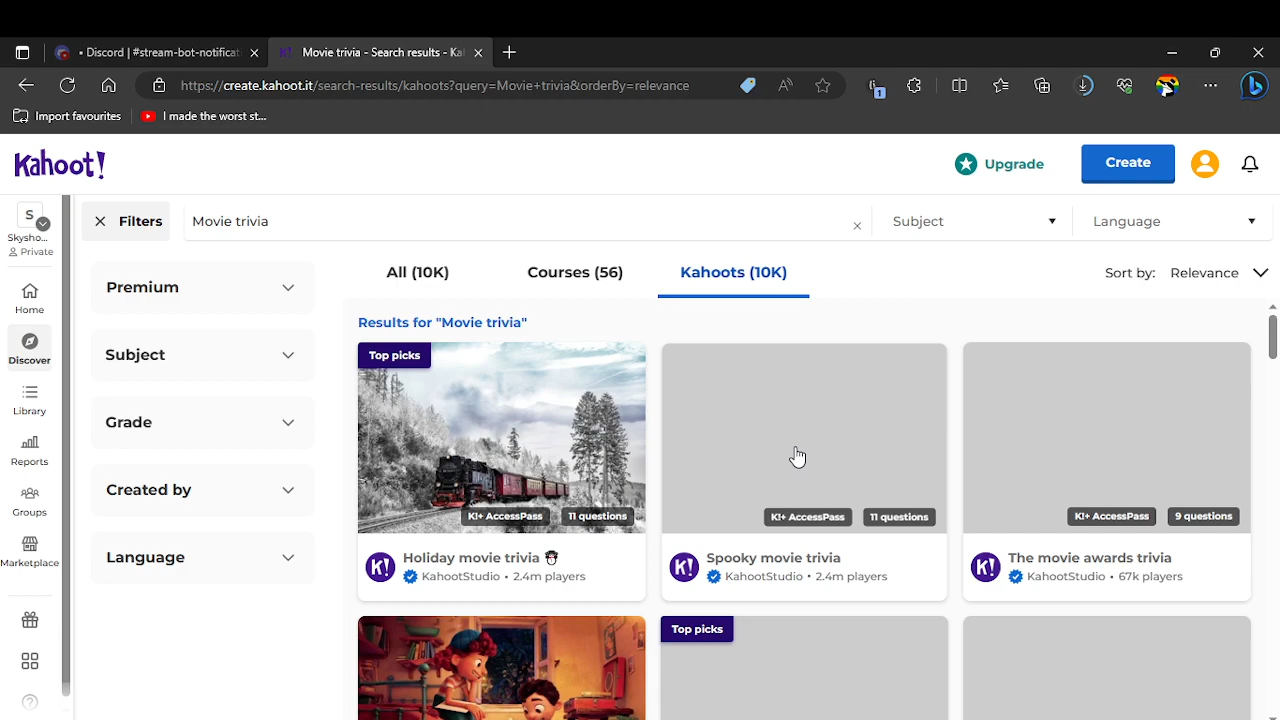 • Discord | #stream-bot-notificat
Movie trivia - Search results - Ka
https://create.kahoot.it/search-results/kahoots?query=Movie+trivia&orderBy=relevance
1
Import favourites
I made the worst st...
Kahoot!
Upgrade
Create
S
Skysho...
Private
Filters
Movie trivia
Subject
Language
Home
Discover
Library
Reports
Groups
Marketplace
Premium
Subject
Grade
Created by
Language
All (10K)
Courses (56)
Kahoots (10K)
Sort by: Relevance
Results for "Movie trivia"
Top picks
K!+ AccessPass
11 questions
K! Holiday movie trivia
KahootStudio • 2.4m players
K!+ AccessPass
11 questions
K! Spooky movie trivia
KahootStudio • 2.4m players
K!+ AccessPass
9 questions
K! The movie awards trivia
KahootStudio • 67k players
Top picks